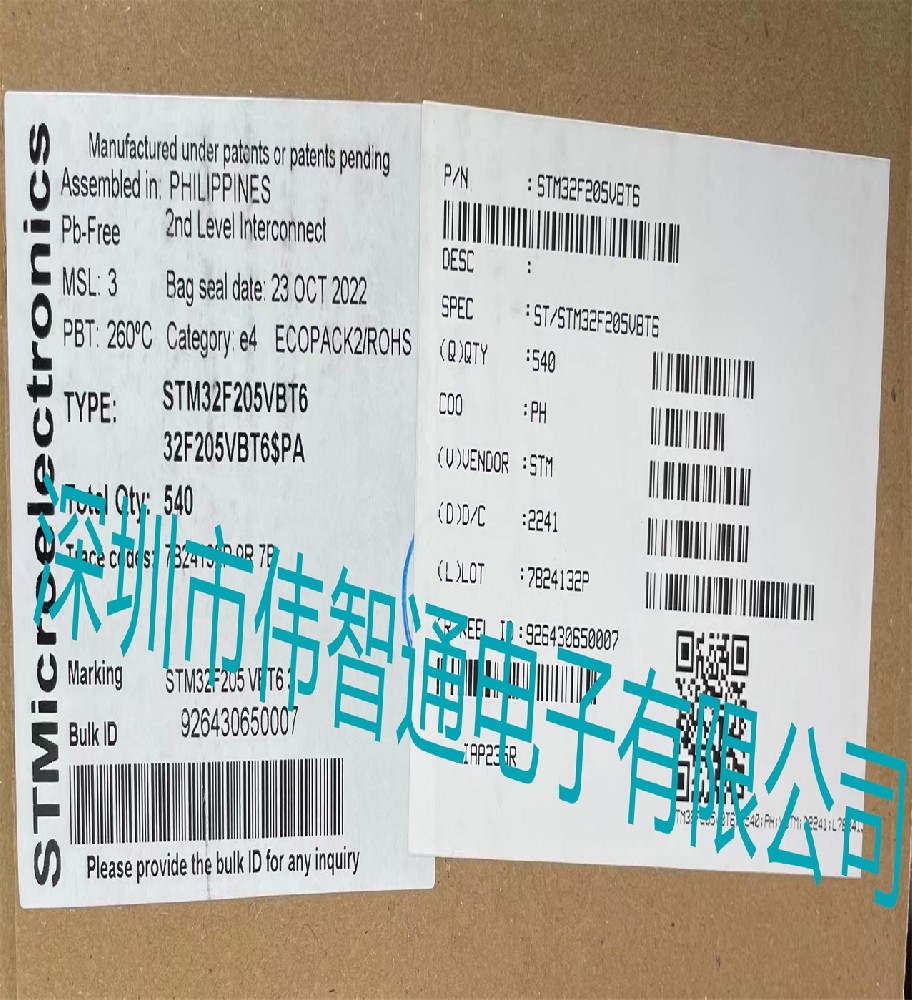 STMicroelectronics
Manufactured under patents or patents pending
Assembled in: PHILIPPINES
Pb-Free 2nd Level Interconnect
MSL: 3 Bag seal date: 23 OCT 2022
PBT: 260ºC Category: e4 ECOPACK2/ROHS
TYPE: STM32F205VBT6
32F205VBT6$PA
Total Qty: 540
Trace codes:
Marking STM32F205 VBT6
Bulk ID 926430650007
Please provide the bulk ID for any inquiry
P/N :STM32F205VBT6
DESC :
SPEC :ST/STM32F205VBT6
(Q)QTY :540
COO :PH
(V)VENDOR :STM
(D)D/C :2241
(L)LOT :7B24132P
REEL ID:926430650007
深圳市伟智通电子有限公司